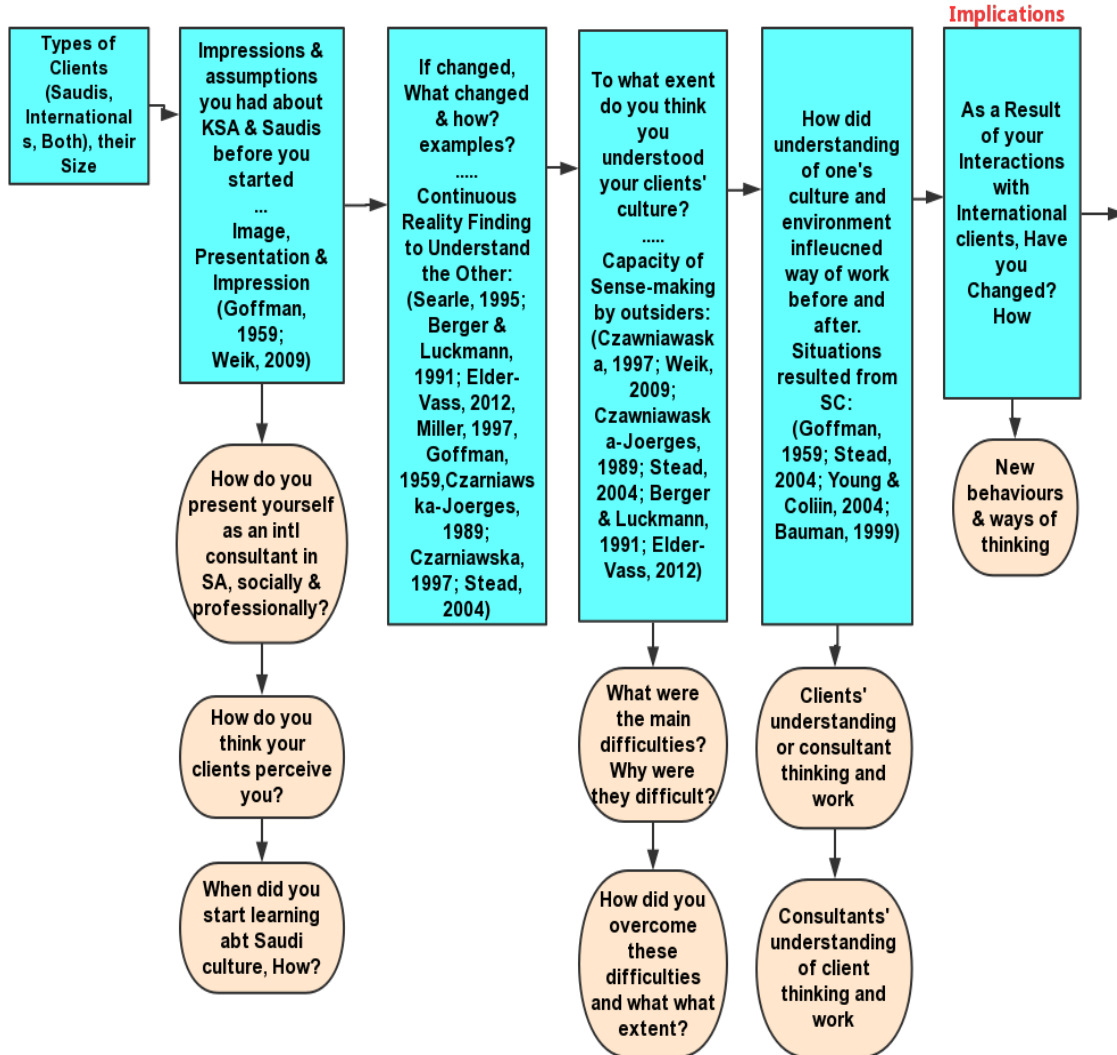 Implications
Types of
Clients
(Saudis,
International
s, Both), their
Size
Impressions &
assumptions
you had about
KSA & Saudis
before you
started
...
Image,
Presentation &
Impression
(Goffman,
1959;
Weik, 2009)
How do you
present yourself
as an intl
consultant in
SA, socially &
professionally?
How do you
think your
clients perceive
you?
When did you
start learning
abt Saudi
culture, How?
If changed,
What changed
& how?
examples?
.....
Continuous
Reality Finding
to Understand
the Other:
(Searle, 1995;
Berger &
Luckmann,
1991; Elder-
Vass, 2012,
Miller, 1997,
Goffman,
1959,Czarniaws
ka-Joerges,
1989;
Czarniawska,
1997; Stead,
2004)
To what exent
do you think
you
understood
your clients'
culture?
.....
Capacity of
Sense-making
by outsiders:
(Czawniawask
a, 1997; Weik,
2009;
Czawniawask
a-Joerges,
1989; Stead,
2004; Berger
& Luckmann,
1991; Elder-
Vass, 2012)
What were
the main
difficulties?
Why were
they difficult?
How did you
overcome
these
difficulties
and what what
extent?
How did
understanding
of one's
culture and
environment
infleucned
way of work
before and
after.
Situations
resulted from
SC:
(Goffman,
1959; Stead,
2004; Young &
Coliin, 2004;
Bauman, 1999)
Clients'
understanding
or consultant
thinking and
work
Consultants'
understanding
of client
thinking and
work
As a Result
of your
Interactions
with
International
clients, Have
you
Changed?
How
New
behaviours
& ways of
thinking